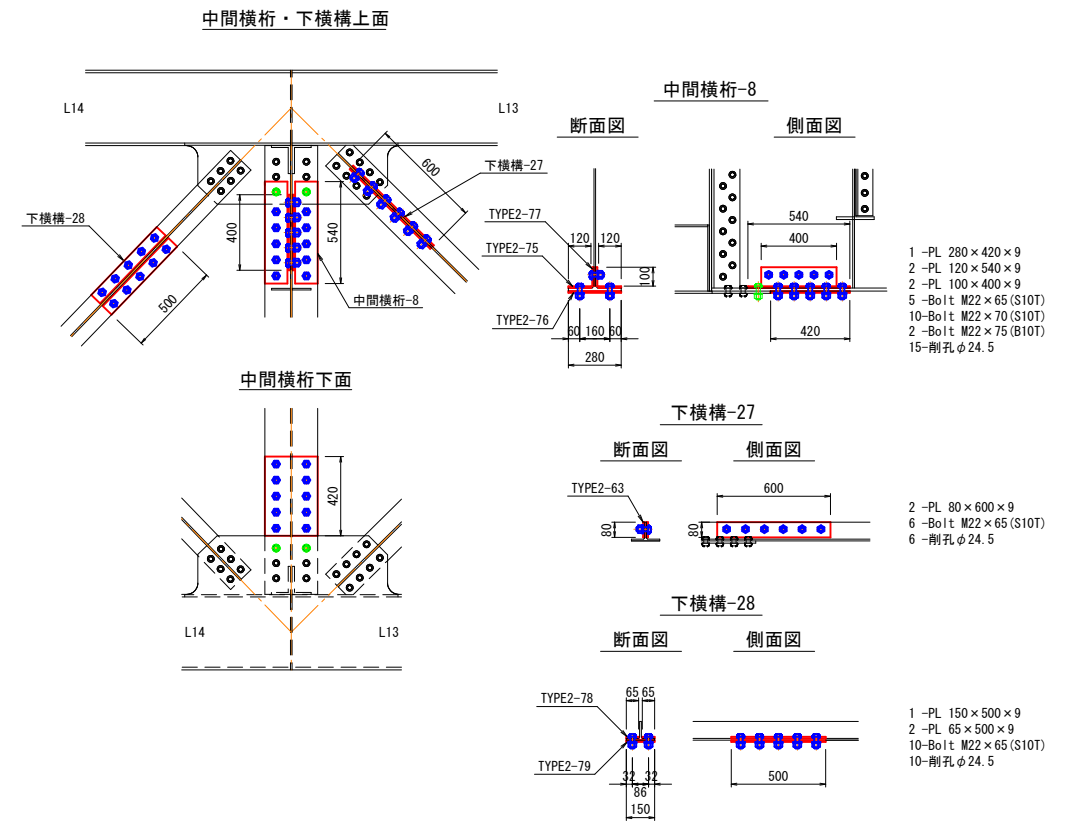 中間横桁・下横構上面
L14
L13
下横構-27
下横構-28
600
400
540
500
中間横桁-8
中間横桁-8
断面図
側面図
TYPE2-77
TYPE2-75
TYPE2-76
120
120
100
60
160
60
280
540
400
420
1 -PL 280×420×9
2 -PL 120×540×9
2 -PL 100×400×9
5 -Bolt M22×65(S10T)
10-Bolt M22×70(S10T)
2 -Bolt M22×75(B10T)
15-削孔φ24.5
中間横桁下面
420
L14
L13
下横構-27
断面図
側面図
TYPE2-63
80
600
80
2 -PL 80×600×9
6 -Bolt M22×65(S10T)
6 -削孔φ24.5
下横構-28
断面図
側面図
TYPE2-78
TYPE2-79
65
65
32
32
86
150
500
1 -PL 150×500×9
2 -PL 65×500×9
10-Bolt M22×65(S10T)
10-削孔φ24.5